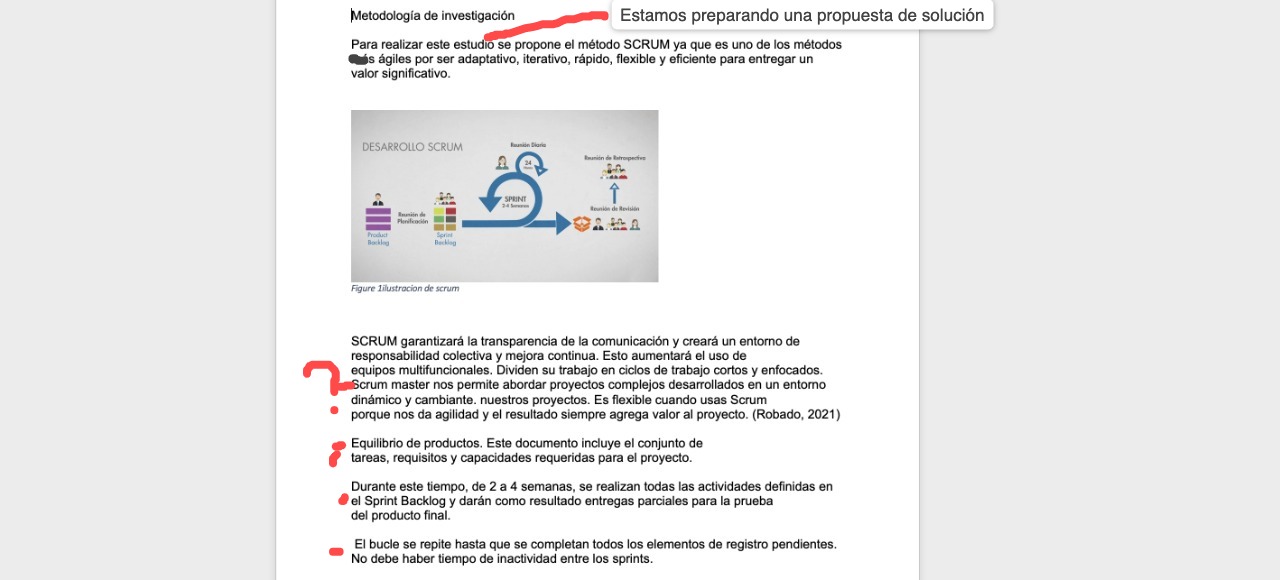 Metodología de investigación
Estamos preparando una propuesta de solución
Para realizar este estudio se propone el método SCRUM ya que es uno de los métodos
ágiles por ser adaptativo, iterativo, rápido, flexible y eficiente para entregar un
valor significativo.
DESARROLLO SCRUM
Reunión Diaria
24
Reunión de Retrospectiva
SPRINT
2-4 Semanas
Reunión de
Planificación
Reunión de Revisión
Product
Backlog
Sprint
Backlog
Figure 1ilustracion de scrum
SCRUM garantizará la transparencia de la comunicación y creará un entorno de
responsabilidad colectiva y mejora continua. Esto aumentará el uso de
equipos multifuncionales. Dividen su trabajo en ciclos de trabajo cortos y enfocados.
Scrum master nos permite abordar proyectos complejos desarrollados en un entorno
dinámico y cambiante. nuestros proyectos. Es flexible cuando usas Scrum
porque nos da agilidad y el resultado siempre agrega valor al proyecto. (Robado, 2021)
Equilibrio de productos. Este documento incluye el conjunto de
tareas, requisitos y capacidades requeridas para el proyecto.
Durante este tiempo, de 2 a 4 semanas, se realizan todas las actividades definidas en
el Sprint Backlog y darán como resultado entregas parciales para la prueba
del producto final.
El bucle se repite hasta que se completan todos los elementos de registro pendientes.
No debe haber tiempo de inactividad entre los sprints.